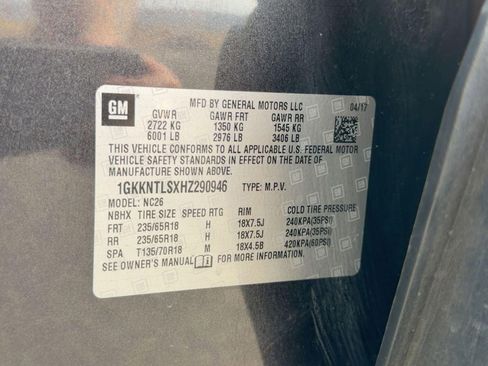 GM
MFD BY GENERAL MOTORS LLC 04/17
GVWR GAWR FRT GAWR RR
2722 KG 1350 KG 1545 KG
6001 LB 2976 LB 3406 LB
THIS VEHICLE CONFORMS TO ALL APPLICABLE U.S. FEDERAL MOTOR
VEHICLE SAFETY STANDARDS IN EFFECT ON THE DATE OF
MANUFACTURE SHOWN ABOVE.
1GKKNTLSXHZ290946 TYPE: M.P.V.
MODEL: NC26
NBHX TIRE SIZE SPEED RTG RIM COLD TIRE PRESSURE
FRT 235/65R18 H 18X7.5J 240KPA(35PSI)
RR 235/65R18 H 18X7.5J 240KPA(35PSI)
SPA T135/70R18 M 18X4.5B 420KPA(60PSI)
SEE OWNER'S MANUAL FOR MORE INFORMATION.